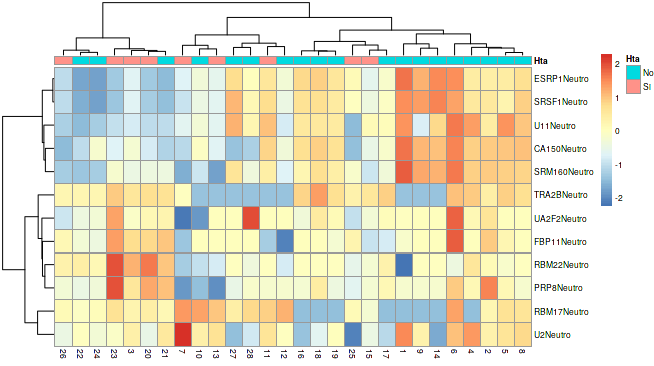 Hta
Hta
No
SI
ESRP1Neutro
SRSF1Neutro
U11Neutro
CA150Neutro
SRM160Neutro
TRA2BNeutro
UA2F2Neutro
FBP11Neutro
RBM22Neutro
PRP8Neutro
RBM17Neutro
U2Neutro
2
1
0
-1
-2
26 22 24 23 3 20 21 7 10 13 27 28 11 12 16 18 19 25 15 17 1 9 14 6 4 2 5 8